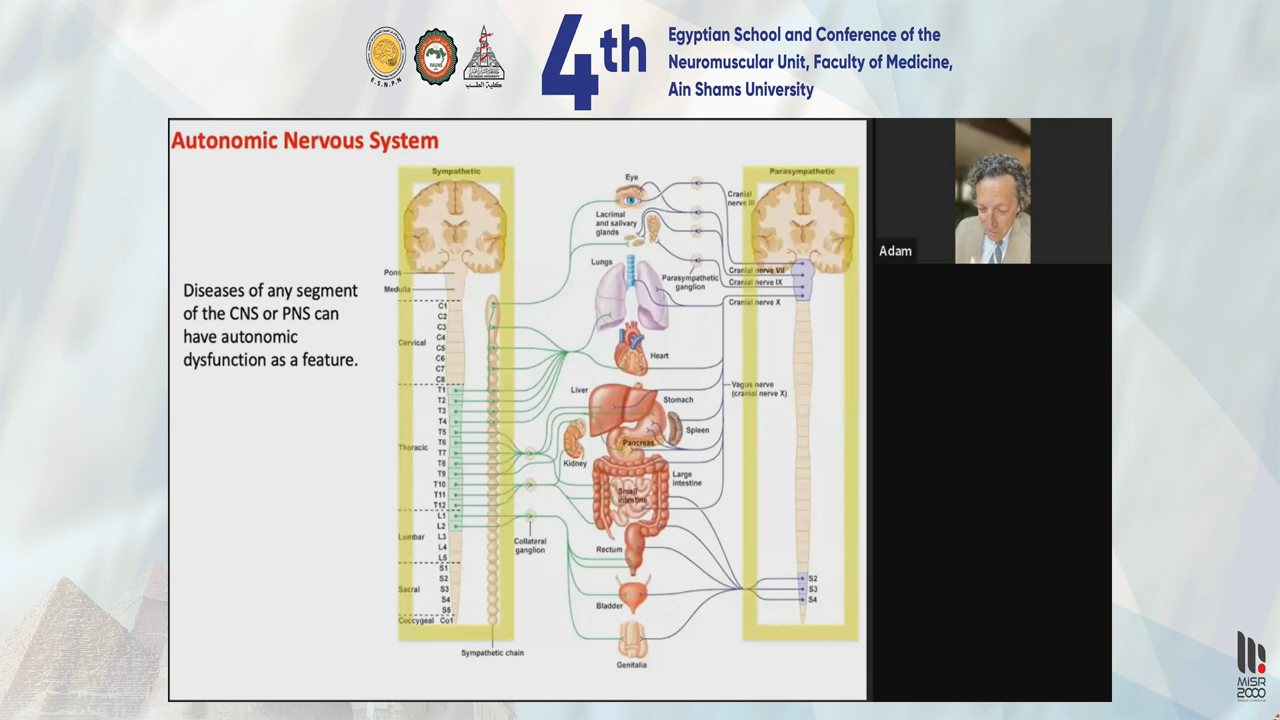 4th
Egyptian School and Conference of the
Neuromuscular Unit, Faculty of Medicine,
Ain Shams University
E.S.N.P.N
كلية الطب
Autonomic Nervous System
Diseases of any segment
of the CNS or PNS can
have autonomic
dysfunction as a feature.
Sympathetic
Pons
Medulla
C1
C2
C3
Cervical
C4
C5
C6
C7
C8
T1
T2
T3
T4
T5
T6
Thoracic
T7
T8
T9
T10
T11
T12
L1
L2
Lumbar
L3
L4
L5
S1
S2
Sacral
S3
S4
S5
Coccygeal Co1
Sympathetic chain
Collateral
ganglion
Eye
Lacrimal
and salivary
glands
Lungs
Parasympathetic
ganglion
Heart
Liver
Stomach
Spleen
Pancreas
Kidney
Large
intestine
Small
intestine
Rectum
Bladder
Genitalia
Parasympathetic
Cranial
nerve III
Cranial nerve VII
Cranial nerve IX
Cranial nerve X
Vagus nerve
(cranial nerve X)
S2
S3
S4
Adam
MiSR
2000